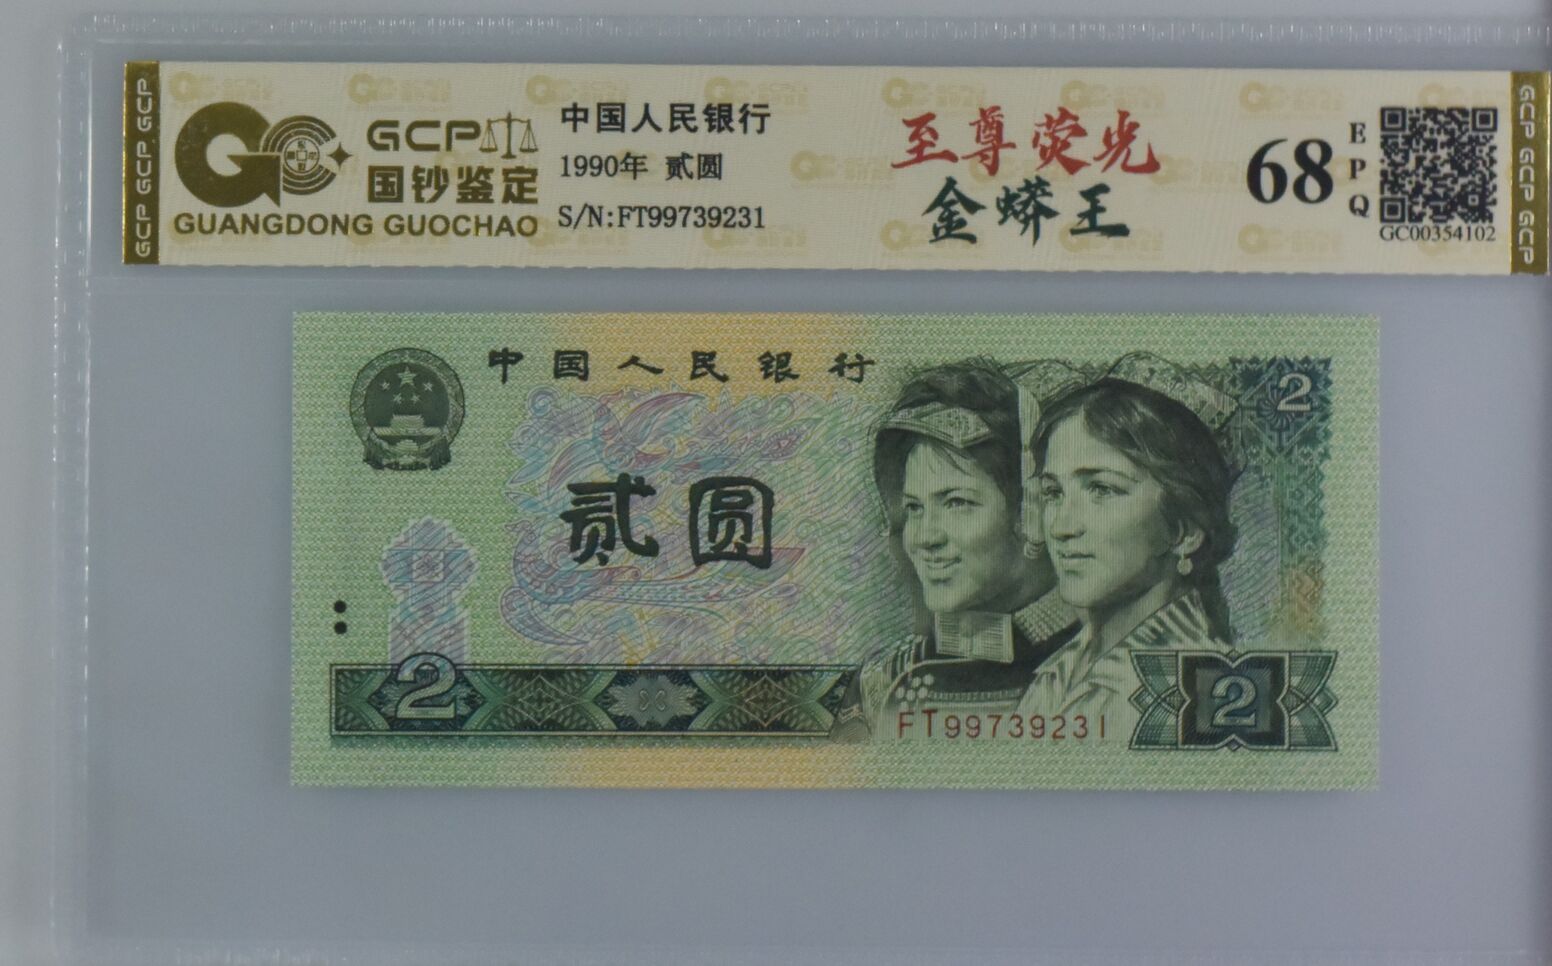 GCP GCP GCP
GCP
国钞鉴定
GUANGDONG GUOCHAO
中国人民银行
1990年 贰圆
S/N:FT99739231
至尊荧光
金蟒王
68
EPQ
GC00354102
GCP GCP GCP
中国人民银行
2
贰圆
2
2
FT99739231